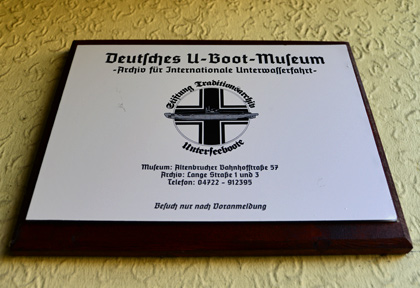 Deutsches U-Boot-Museum
-Archiv für Internationale Unterwasserfahrt-
Stiftung Traditionsarchiv
Unterseeboote
Museum: Altenbrucher Bahnhofstraße 57
Archiv: Lange Straße 1 und 3
Telefon: 04722 - 912395
Besuch nur nach Voranmeldung